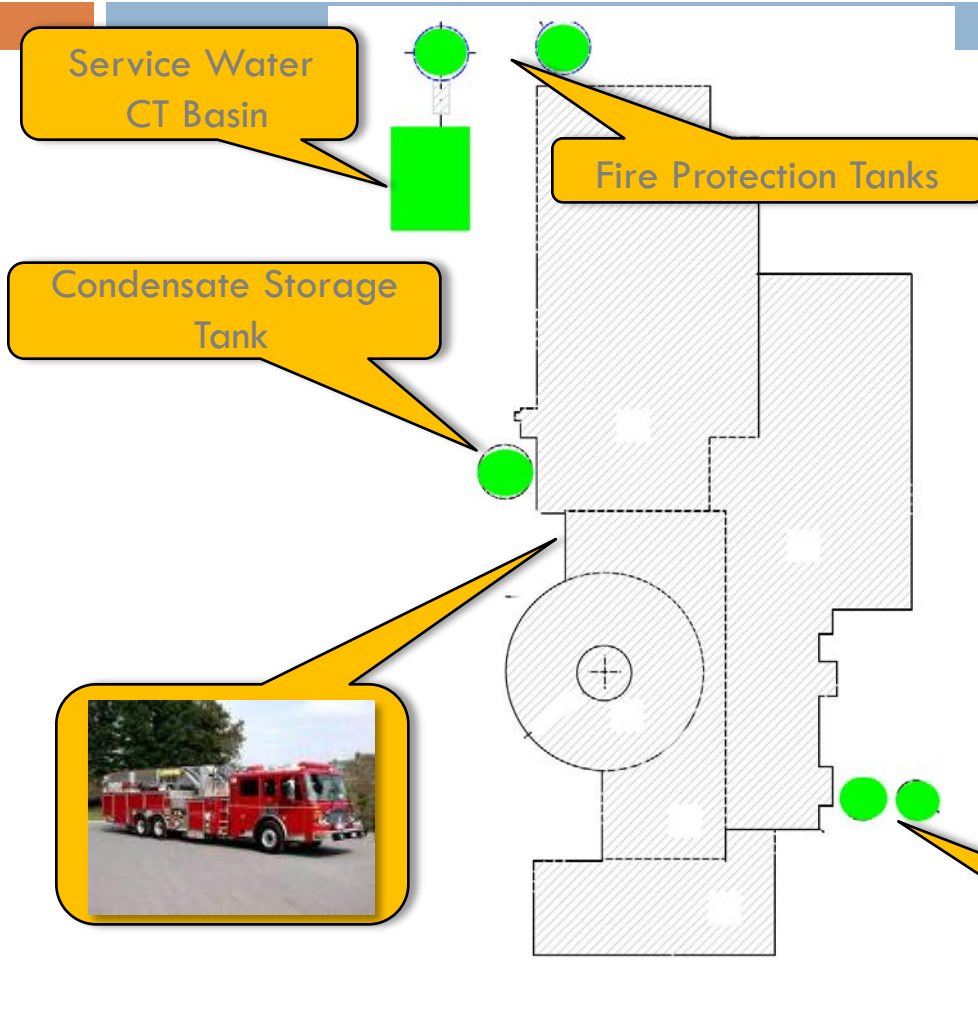 Service Water
CT Basin
Fire Protection Tanks
Condensate Storage
Tank